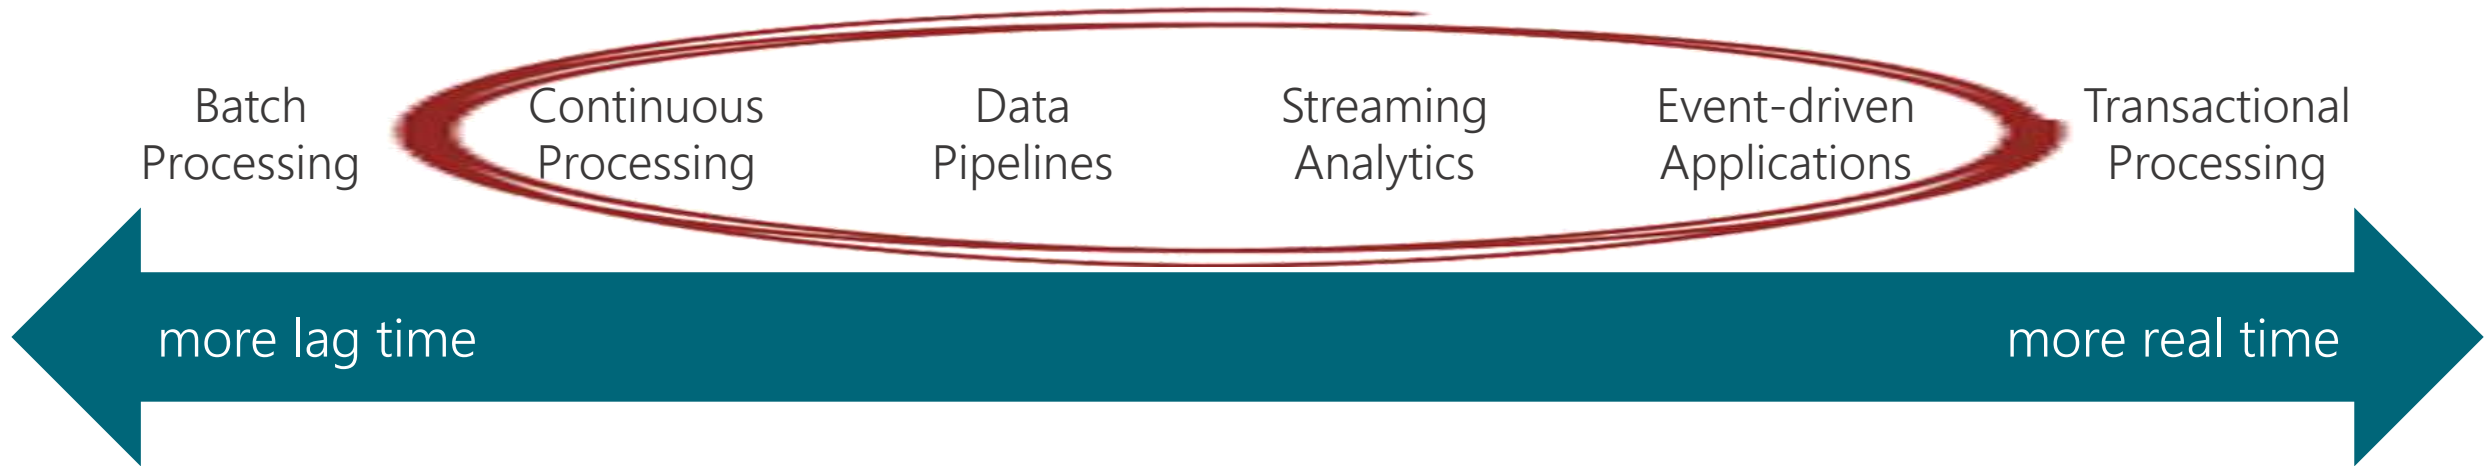 Batch
Processing
Continuous
Processing
Data
Pipelines
Streaming
Analytics
Event-driven
Applications
Transactional
Processing
more lag time
more real time